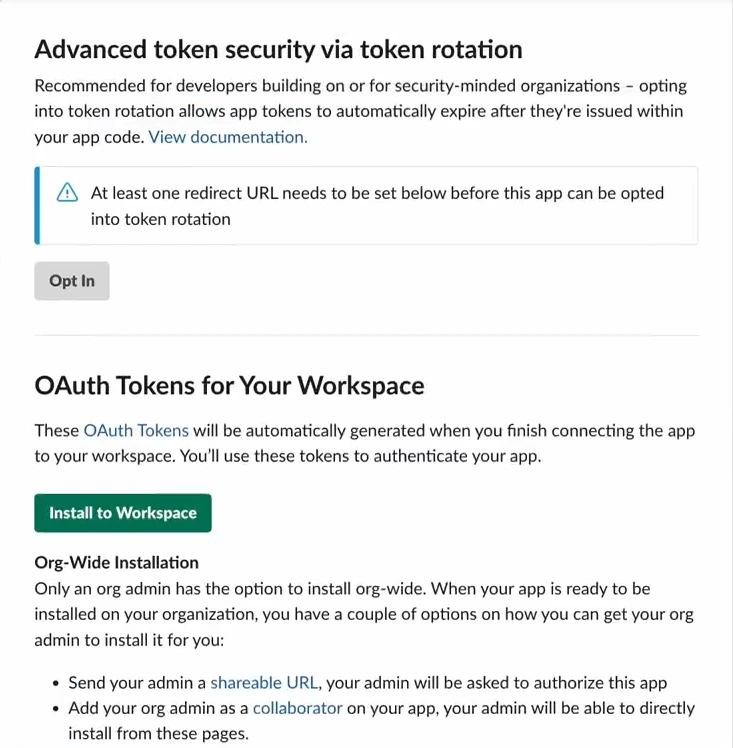 Advanced token security via token rotation
Recommended for developers building on or for security-minded organizations – opting
into token rotation allows app tokens to automatically expire after they're issued within
your app code. View documentation.
At least one redirect URL needs to be set below before this app can be opted
into token rotation
Opt In
OAuth Tokens for Your Workspace
These OAuth Tokens will be automatically generated when you finish connecting the app
to your workspace. You’ll use these tokens to authenticate your app.
Install to Workspace
Org-Wide Installation
Only an org admin has the option to install org-wide. When your app is ready to be
installed on your organization, you have a couple of options on how you can get your org
admin to install it for you:
• Send your admin a shareable URL, your admin will be asked to authorize this app
• Add your org admin as a collaborator on your app, your admin will be able to directly
install from these pages.